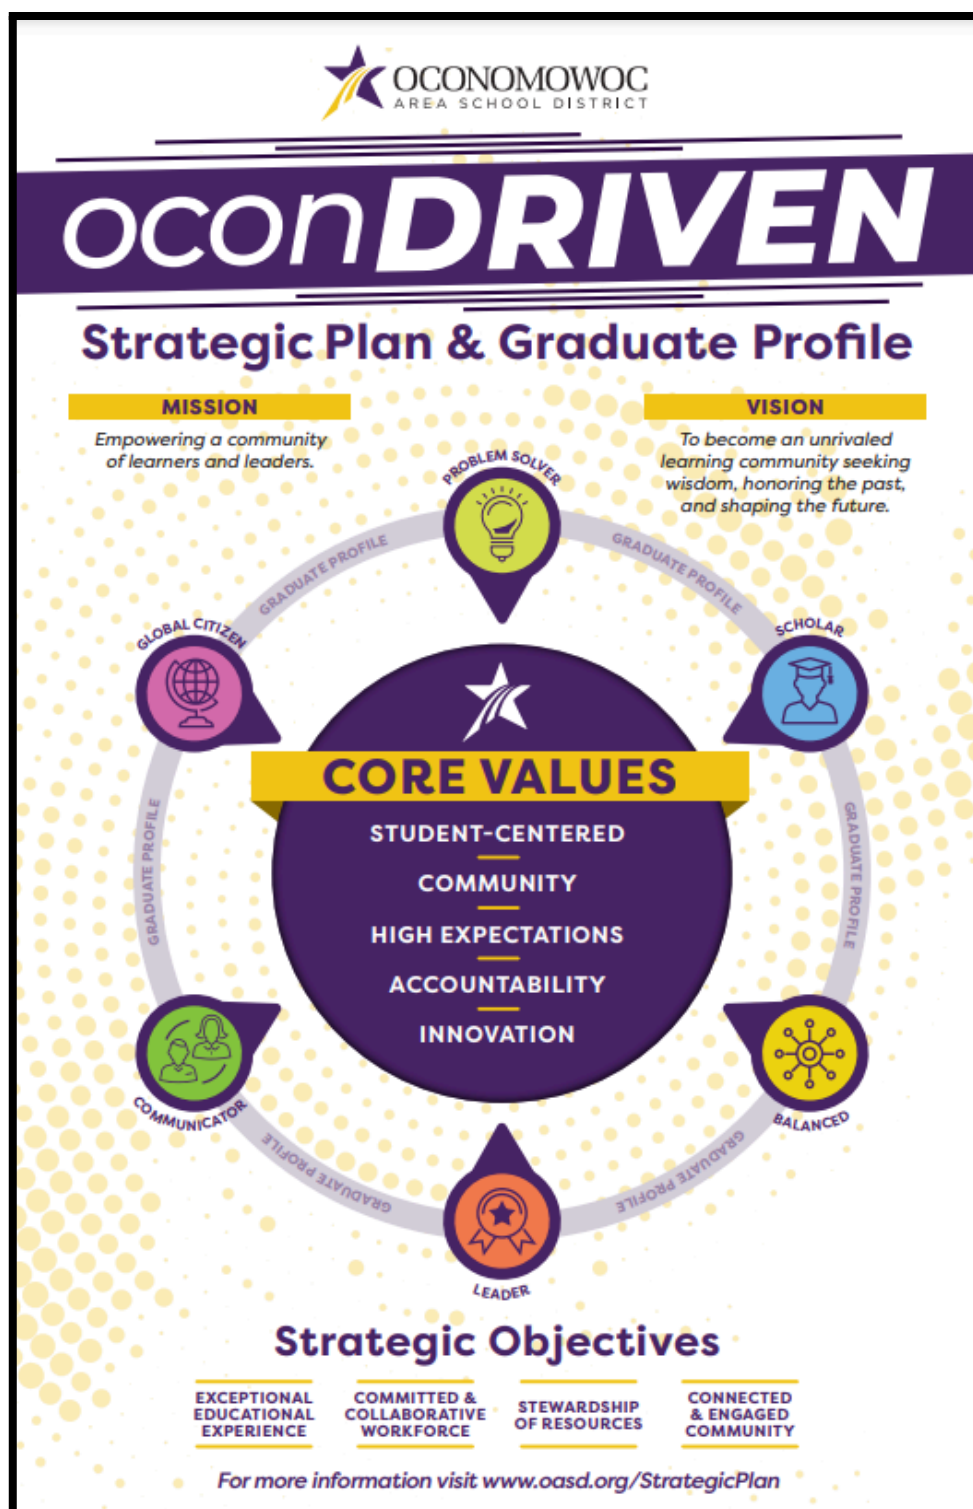 OCONOMOWOC
AREA SCHOOL DISTRICT
oconDRIVEN
Strategic Plan & Graduate Profile
MISSION
Empowering a community
of learners and leaders.
VISION
To become an unrivaled
learning community seeking
wisdom, honoring the past,
and shaping the future.
PROBLEM SOLVER
GRADUATE PROFILE
GRADUATE PROFILE
GLOBAL CITIZEN
SCHOLAR
CORE VALUES
STUDENT-CENTERED
COMMUNITY
HIGH EXPECTATIONS
ACCOUNTABILITY
INNOVATION
GRADUATE PROFILE
GRADUATE PROFILE
COMMUNICATOR
BALANCED
GRADUATE PROFILE
GRADUATE PROFILE
LEADER
Strategic Objectives
EXCEPTIONAL
EDUCATIONAL
EXPERIENCE
COMMITTED &
COLLABORATIVE
WORKFORCE
STEWARDSHIP
OF RESOURCES
CONNECTED
& ENGAGED
COMMUNITY
For more information visit www.oasd.org/StrategicPlan